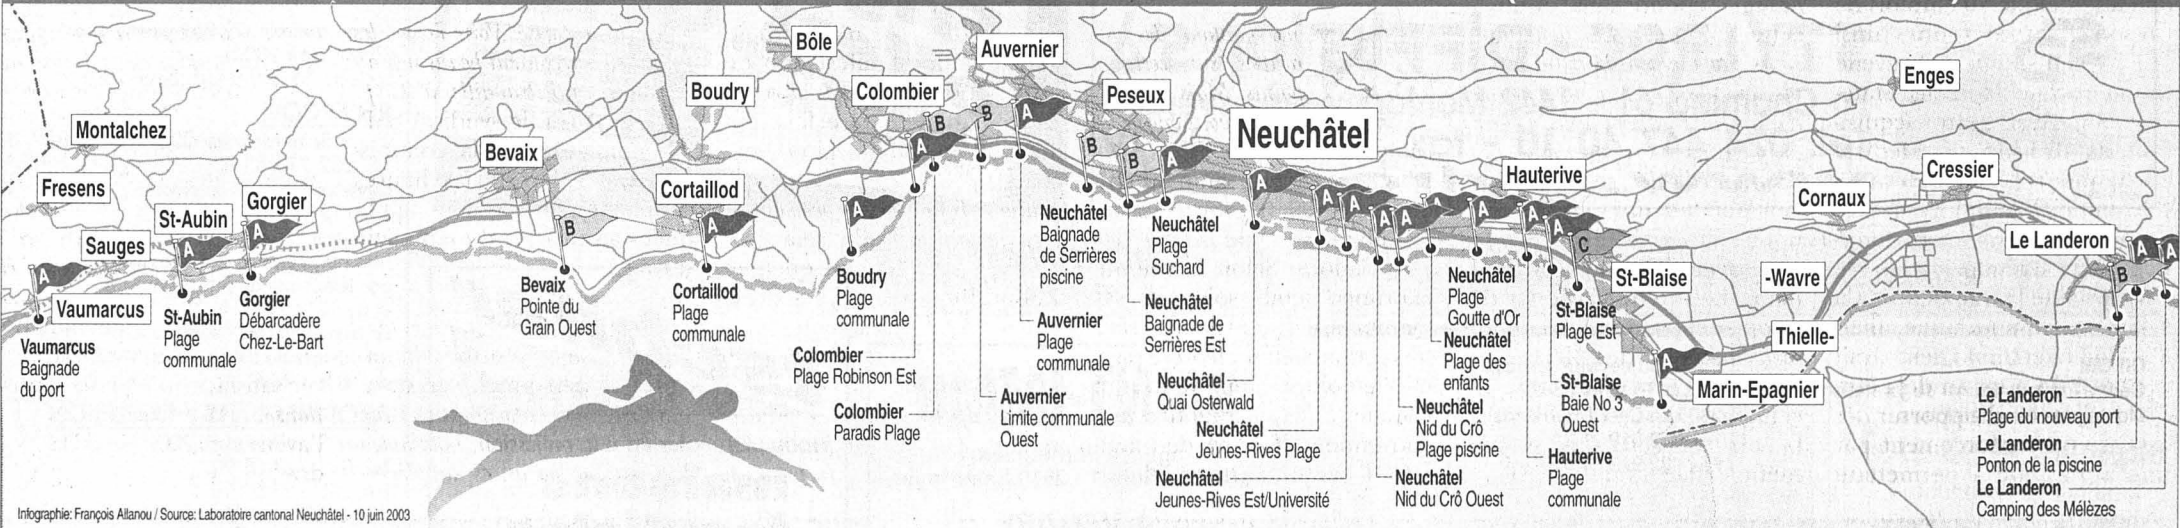 Montalchez
Fresens
Sauges
St-Aubin
Gorgier
Vaumarcus
Bevaix
Cortaillod
Boudry
Bôle
Colombier
Auvernier
Peseux
Neuchâtel
Hauterive
St-Blaise
Marin-Epagnier
Thielle-
-Wavre
Cornaux
Cressier
Enges
Le Landeron
A
A
A
B
A
A
A
B
B
A
B
B
A
A
A
A
A
A
A
A
A
A
C
A
B
A
A
Vaumarcus
Baignade
du port
St-Aubin
Plage
communale
Gorgier
Débarcadère
Chez-Le-Bart
Bevaix
Pointe du
Grain Ouest
Cortaillod
Plage
communale
Boudry
Plage
communale
Colombier
Plage Robinson Est
Colombier
Paradis Plage
Auvernier
Limite communale
Ouest
Auvernier
Plage
communale
Neuchâtel
Baignade
de Serrières
piscine
Neuchâtel
Baignade de
Serrières Est
Neuchâtel
Plage
Suchard
Neuchâtel
Quai Osterwald
Neuchâtel
Jeunes-Rives Plage
Neuchâtel
Jeunes-Rives Est/Université
Neuchâtel
Nid du Crô Ouest
Neuchâtel
Nid du Crô
Plage piscine
Neuchâtel
Plage des
enfants
Neuchâtel
Plage
Goutte d'Or
Hauterive
Plage
communale
St-Blaise
Plage Est
St-Blaise
Baie No 3
Ouest
Le Landeron
Plage du nouveau port
Le Landeron
Ponton de la piscine
Le Landeron
Camping des Mélèzes
Infographie: François Allanou / Source: Laboratoire cantonal Neuchâtel - 10 juin 2003